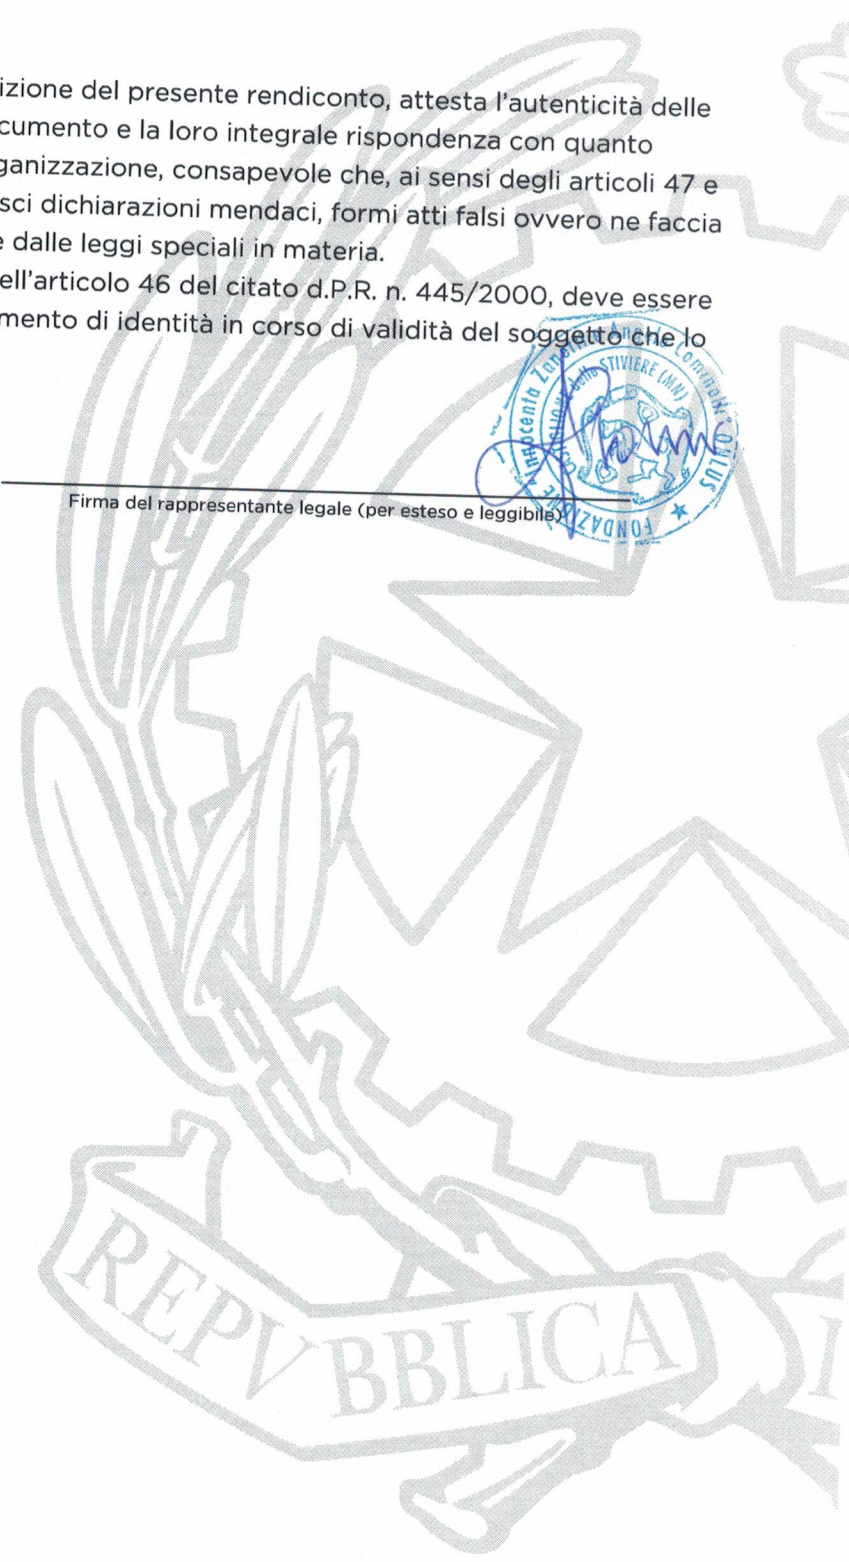 izione del presente rendiconto, attesta l'autenticità delle
cumento e la loro integrale rispondenza con quanto
ganizzazione, consapevole che, ai sensi degli articoli 47 e
sci dichiarazioni mendaci, formi atti falsi ovvero ne faccia
e dalle leggi speciali in materia.
ell'articolo 46 del citato d.P.R. n. 445/2000, deve essere
mento di identità in corso di validità del soggetto che lo
FONDAZIONE Innocenta Zan
ONLUS
STIVIERE (MN)
Firma del rappresentante legale (per esteso e leggibile)
REPVBBLICA I